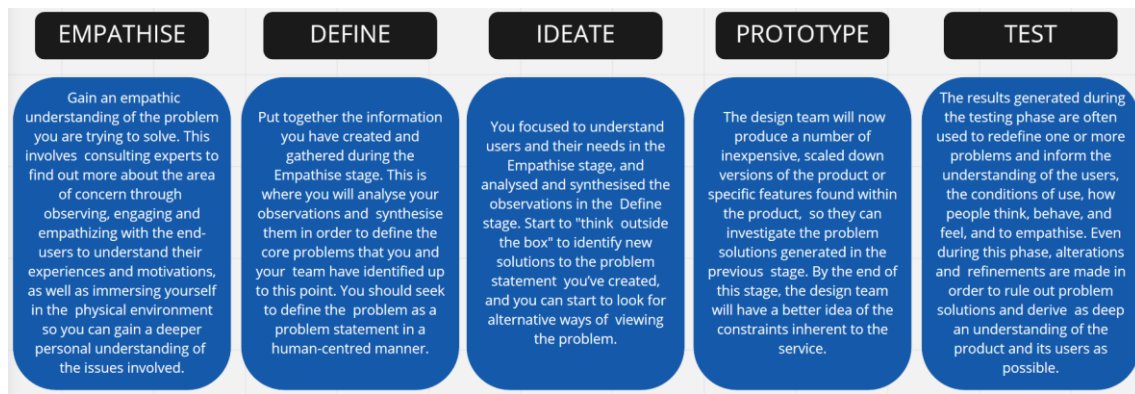 EMPATHISE
Gain an empathic
understanding of the problem
you are trying to solve. This
involves consulting experts to
find out more about the area
of concern through
observing, engaging and
empathizing with the end-
users to understand their
experiences and motivations,
as well as immersing yourself
in the physical environment
so you can gain a deeper
personal understanding of
the issues involved.
DEFINE
Put together the information
you have created and
gathered during the
Empathise stage. This is
where you will analyse your
observations and synthesise
them in order to define the
core problems that you and
your team have identified up
to this point. You should seek
to define the problem as a
problem statement in a
human-centred manner.
IDEATE
You focused to understand
users and their needs in the
Empathise stage, and
analysed and synthesised the
observations in the Define
stage. Start to "think outside
the box" to identify new
solutions to the problem
statement you've created,
and you can start to look for
alternative ways of viewing
the problem.
PROTOTYPE
The design team will now
produce a number of
inexpensive, scaled down
versions of the product or
specific features found within
the product, so they can
investigate the problem
solutions generated in the
previous stage. By the end of
this stage, the design team
will have a better idea of the
constraints inherent to the
service.
TEST
The results generated during
the testing phase are often
used to redefine one or more
problems and inform the
understanding of the users,
the conditions of use, how
people think, behave, and
feel, and to empathise. Even
during this phase, alterations
and refinements are made in
order to rule out problem
solutions and derive as deep
an understanding of the
product and its users as
possible.